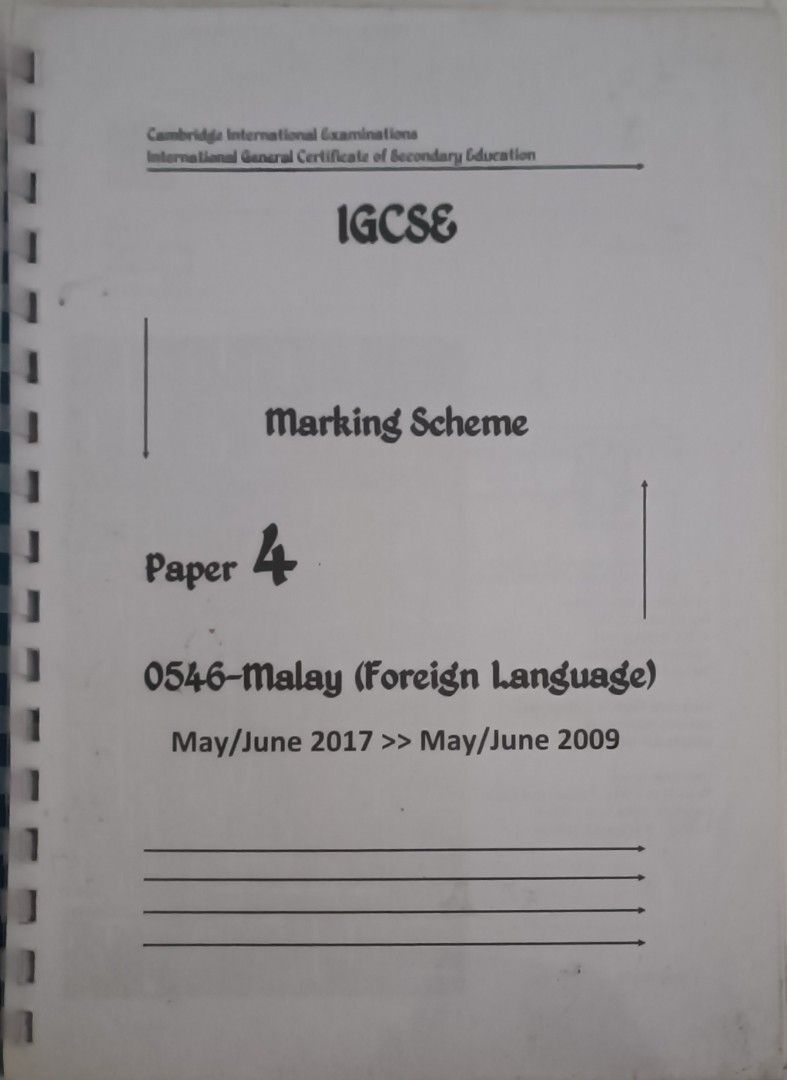 Cambridge International Examinations
International General Certificate of Secondary Education
IGCSE
Marking Scheme
Paper 4
0546-Malay (Foreign Language)
May/June 2017 >> May/June 2009